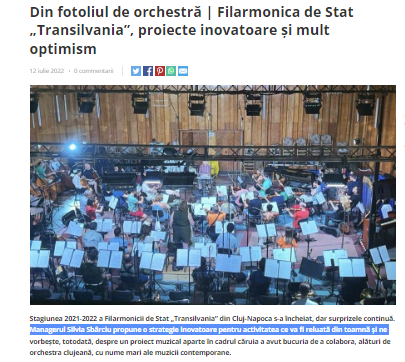 Din fotoliul de orchestră | Filarmonica de Stat
„Transilvania”, proiecte inovatoare și mult
optimism
12 iulie 2022 • 0 comentarii
Stagiunea 2021-2022 a Filarmonicii de Stat „Transilvania” din Cluj-Napoca s-a încheiat, dar surprizele continuă.
Managerul Silvia Sbârciu propune o strategie inovatoare pentru activitatea ce va fi reluată din toamnă și ne
vorbește, totodată, despre un proiect muzical aparte în cadrul căruia a avut bucuria de a colabora, alături de
orchestra clujeană, cu nume mari ale muzicii contemporane.